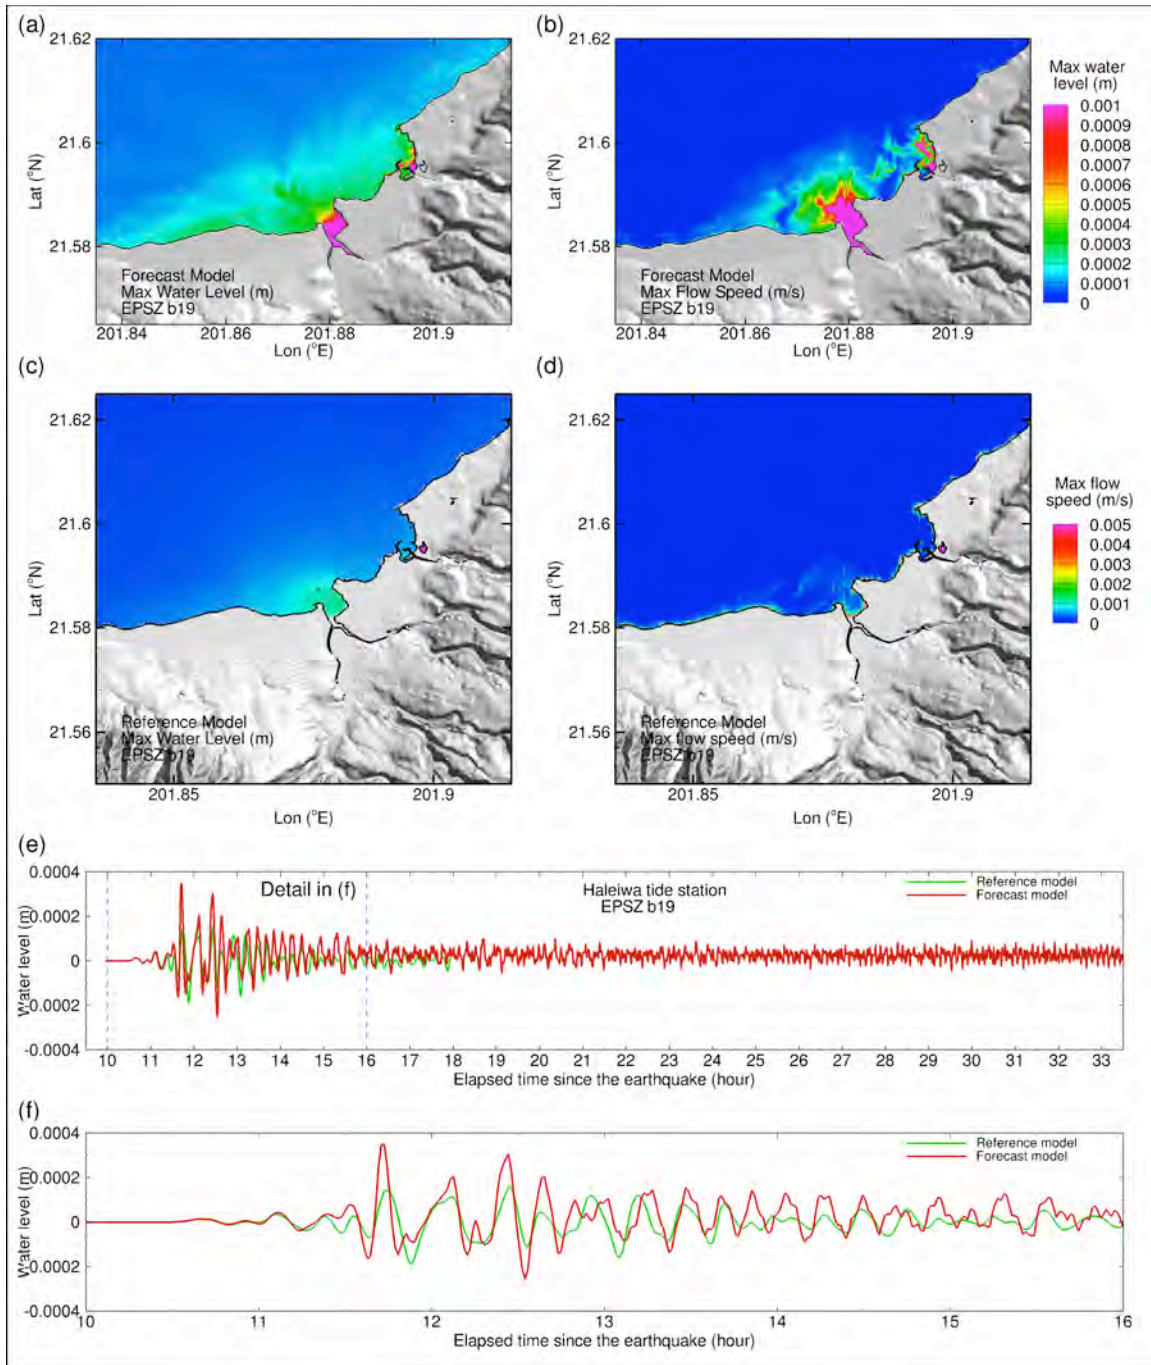 (a)
21.62
21.6
21.58
Lat (°N)
Forecast Model
Max Water Level (m)
EPSZ b19
201.84
201.86
201.88
201.9
Lon (°E)
(b)
21.62
21.6
21.58
Lat (°N)
Forecast Model
Max Flow Speed (m/s)
EPSZ b19
201.84
201.86
201.88
201.9
Lon (°E)
Max water
level (m)
0.001
0.0009
0.0008
0.0007
0.0006
0.0005
0.0004
0.0003
0.0002
0.0001
0
(c)
21.62
21.6
21.58
21.56
Lat (°N)
Reference Model
Max Water Level (m)
EPSZ b19
201.85
201.9
Lon (°E)
(d)
21.62
21.6
21.58
21.56
Lat (°N)
Reference Model
Max flow speed (m/s)
EPSZ b19
201.85
201.9
Lon (°E)
Max flow
speed (m/s)
0.005
0.004
0.003
0.002
0.001
0
(e)
0.0004
0.0002
0
-0.0002
-0.0004
Water level (m)
Detail in (f)
Haleiwa tide station
EPSZ b19
Reference model
Forecast model
10 11 12 13 14 15 16 17 18 19 20 21 22 23 24 25 26 27 28 29 30 31 32 33
Elapsed time since the earthquake (hour)
(f)
0.0004
0.0002
0
-0.0002
-0.0004
Water level (m)
Reference model
Forecast model
10 11 12 13 14 15 16
Elapsed time since the earthquake (hour)